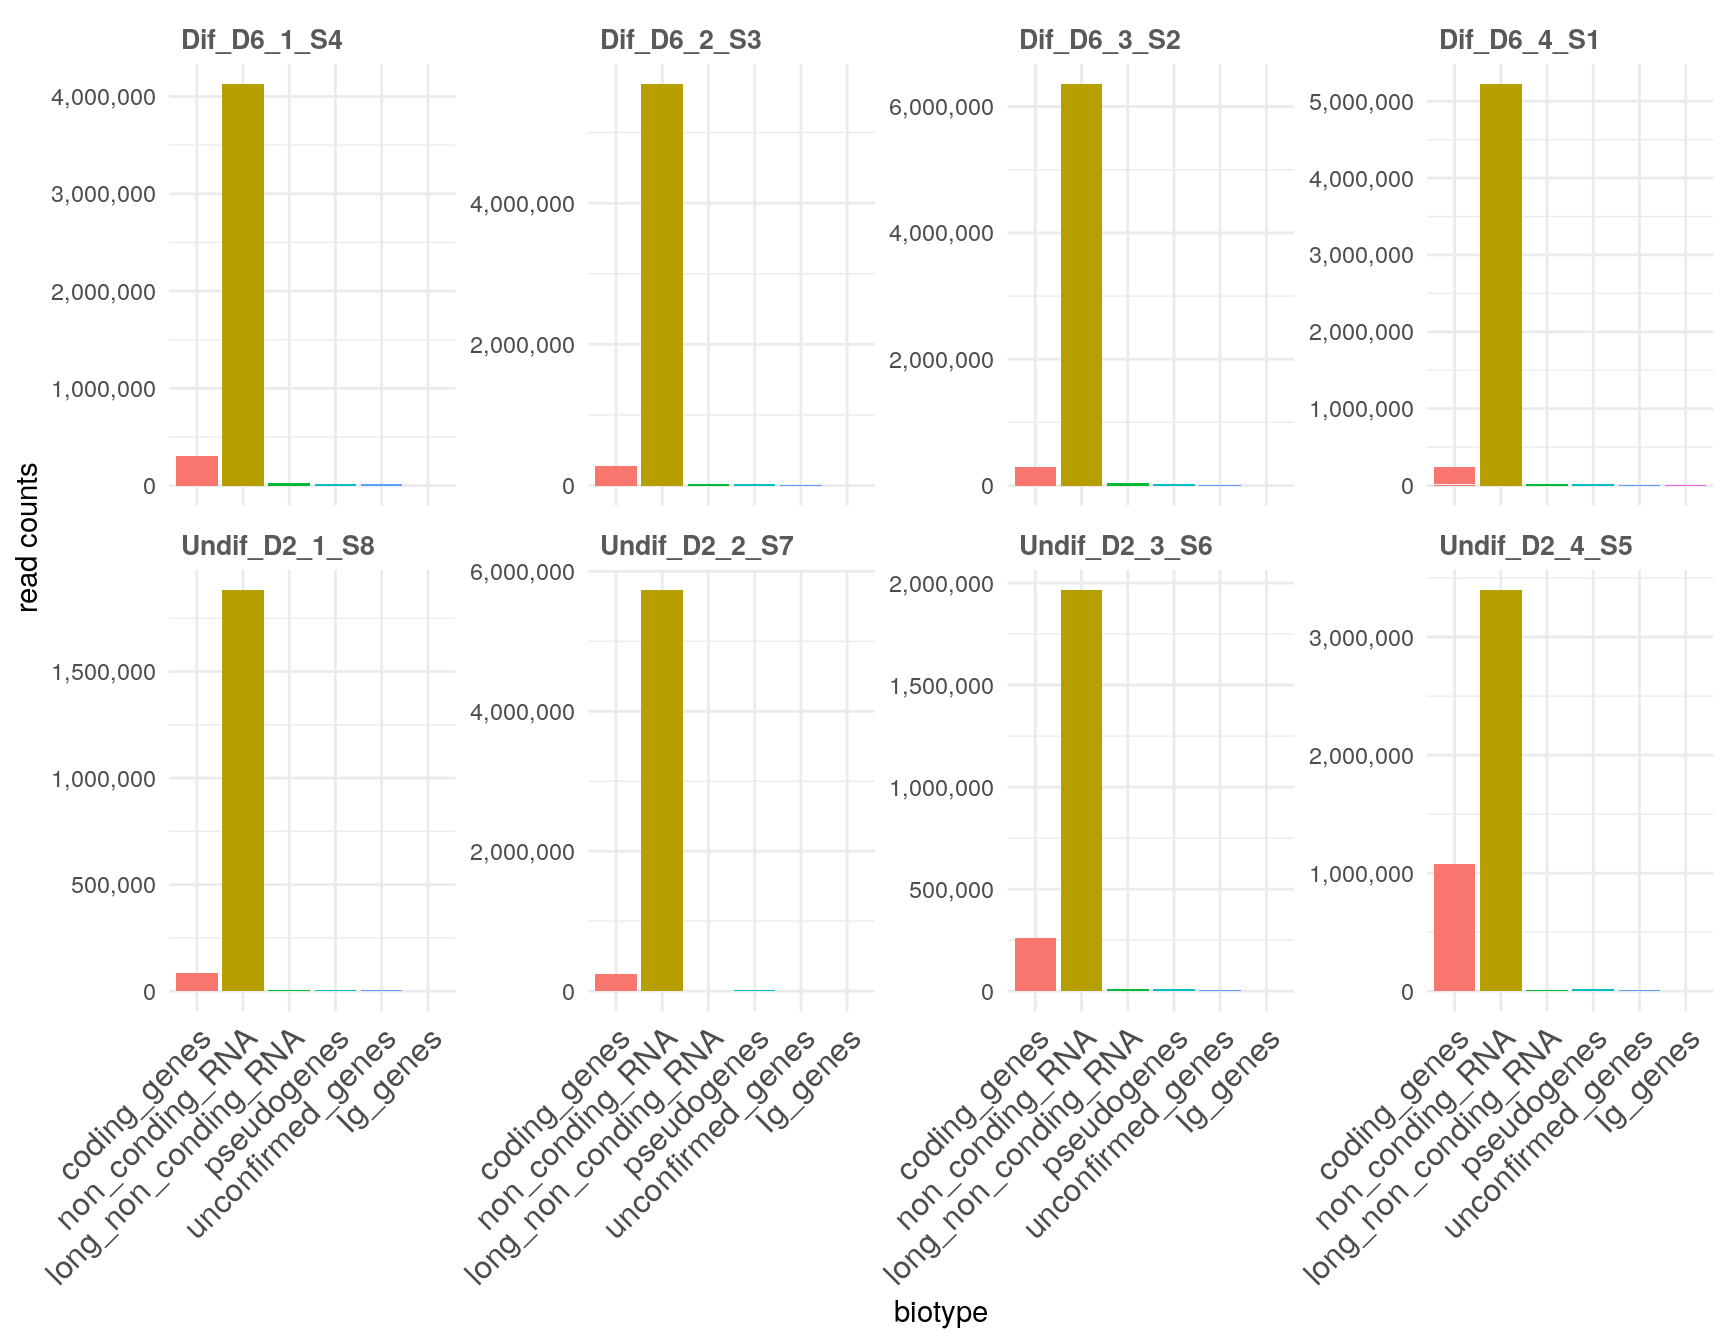 Dif_D6_1_S4
Dif_D6_2_S3
Dif_D6_3_S2
Dif_D6_4_S1
4,000,000
3,000,000
2,000,000
1,000,000
0
4,000,000
2,000,000
0
6,000,000
4,000,000
2,000,000
0
5,000,000
4,000,000
3,000,000
2,000,000
1,000,000
0
read counts
Undif_D2_1_S8
Undif_D2_2_S7
Undif_D2_3_S6
Undif_D2_4_S5
1,500,000
1,000,000
500,000
0
6,000,000
4,000,000
2,000,000
0
2,000,000
1,500,000
1,000,000
500,000
0
3,000,000
2,000,000
1,000,000
0
coding_genes
non_conding_RNA
long_non_conding_RNA
pseudogenes
unconfirmed_genes
Ig_genes
coding_genes
non_conding_RNA
long_non_conding_RNA
pseudogenes
unconfirmed_genes
Ig_genes
coding_genes
non_conding_RNA
long_non_conding_RNA
pseudogenes
unconfirmed_genes
Ig_genes
coding_genes
non_conding_RNA
long_non_conding_RNA
pseudogenes
unconfirmed_genes
Ig_genes
biotype